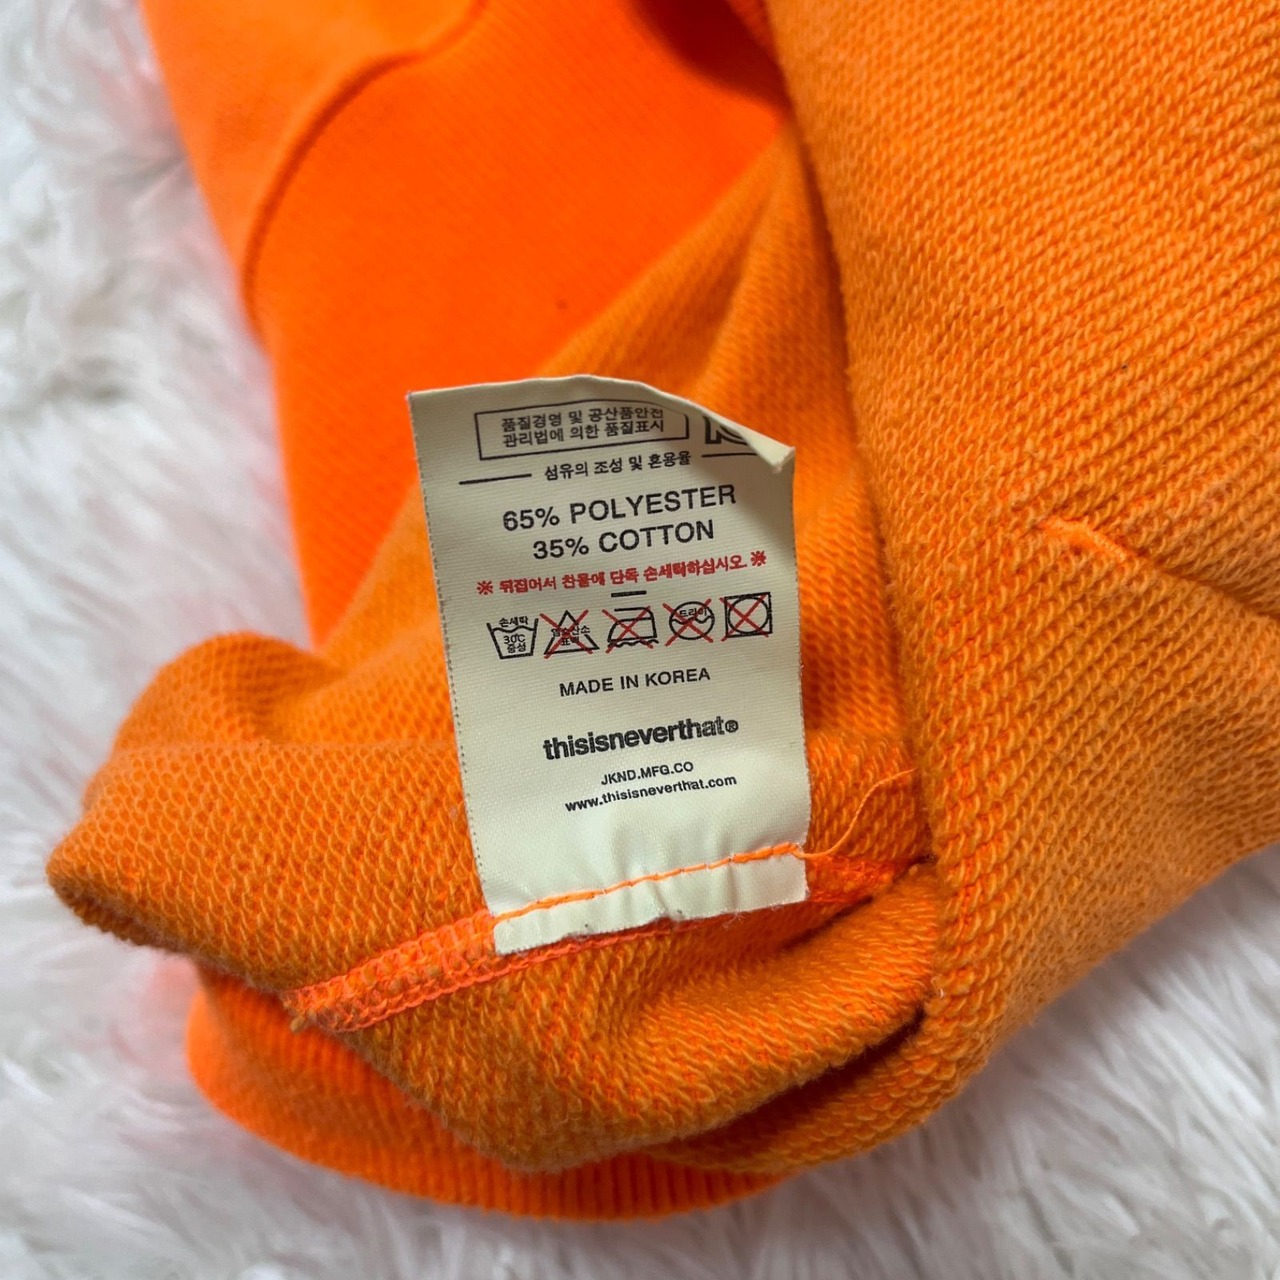 품질경영 및 공산품안전
관리법에 의한 품질표시
섬유의 조성 및 혼용율
65% POLYESTER
35% COTTON
※ 뒤집어서 찬물에 단독 손세탁하십시오. ※
손세탁
30℃
중성
드라이
MADE IN KOREA
thisisneverthat®
JKND.MFG.CO
www.thisisneverthat.com